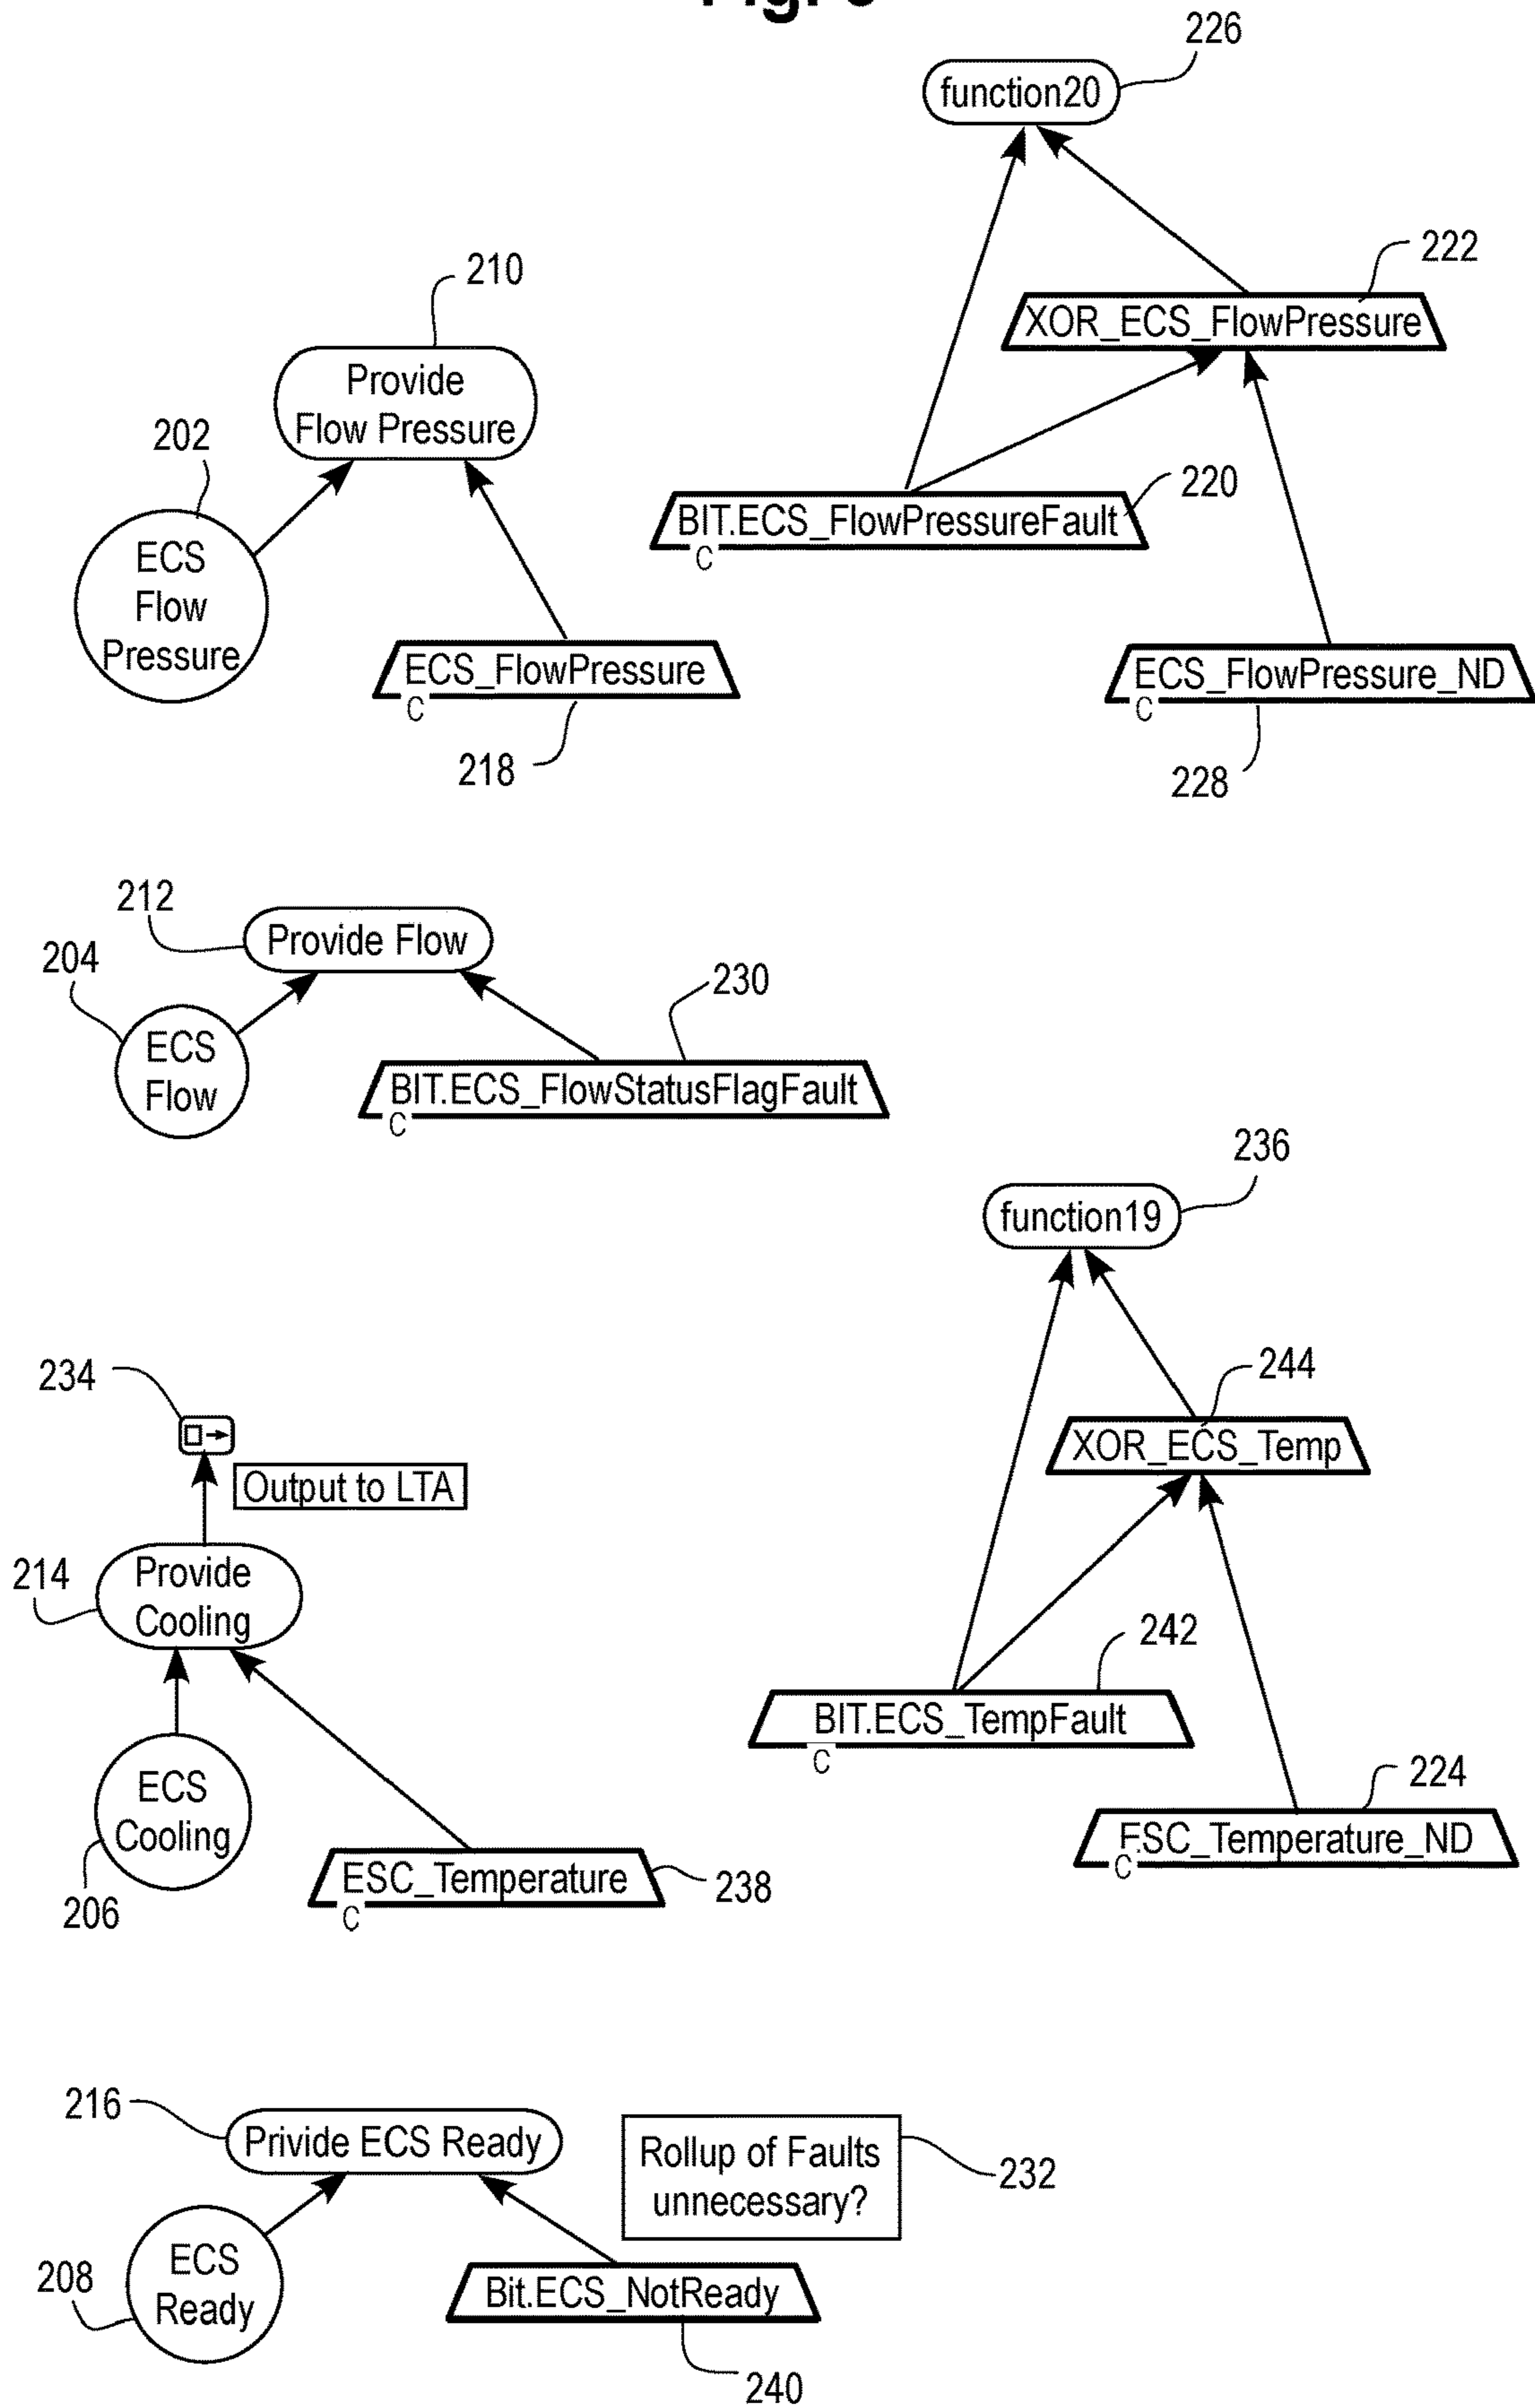 226
function20
222
XOR_ECS_FlowPressure
210
Provide
Flow Pressure
202
ECS
Flow
Pressure
220
BIT.ECS_FlowPressureFault
C
ECS_FlowPressure
C
218
ECS_FlowPressure_ND
C
228
212
Provide Flow
204
ECS
Flow
230
BIT.ECS_FlowStatusFlagFault
C
236
function19
234
Output to LTA
244
XOR_ECS_Temp
214
Provide
Cooling
242
BIT.ECS_TempFault
C
ECS
Cooling
206
224
ESC_Temperature_ND
C
ESC_Temperature
C
238
216
Privide ECS Ready
Rollup of Faults
unnecessary?
232
208
ECS
Ready
Bit.ECS_NotReady
240